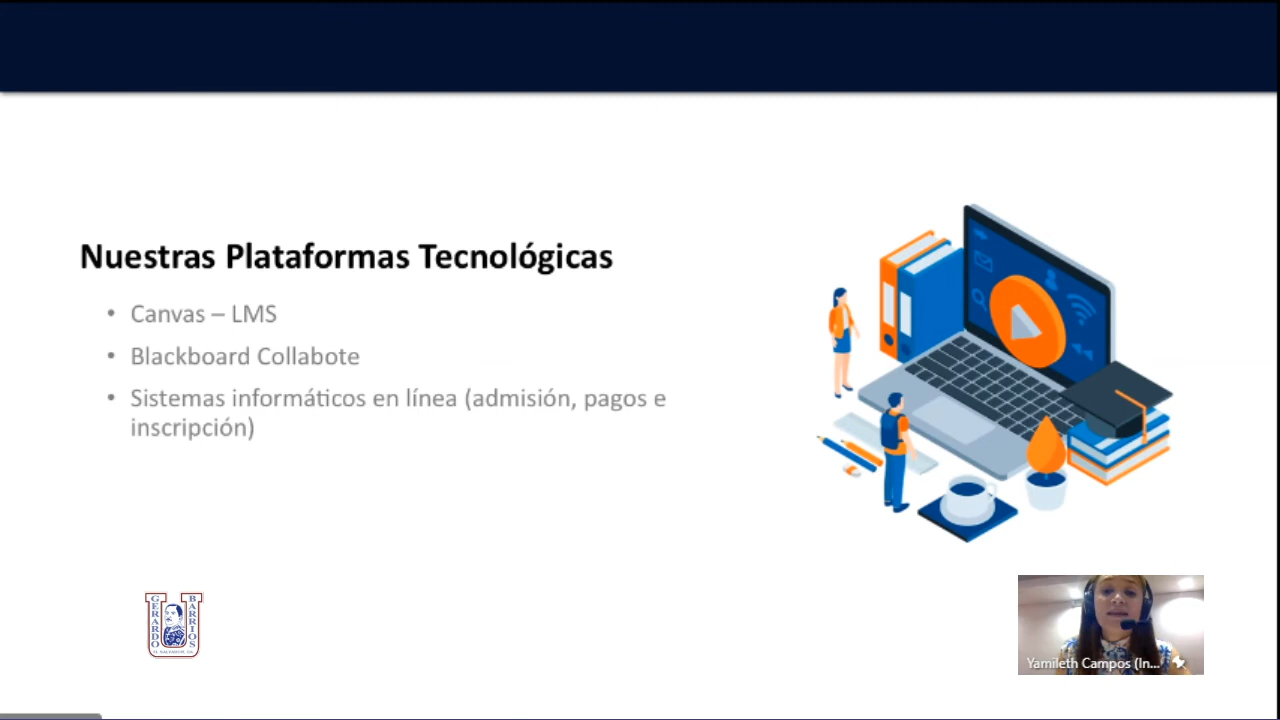 Nuestras Plataformas Tecnológicas
• Canvas – LMS
• Blackboard Collabote
• Sistemas informáticos en línea (admisión, pagos e
inscripción)
GERARDO
BARRIOS
EL SALVADOR, CA.
Yamileth Campos (In...